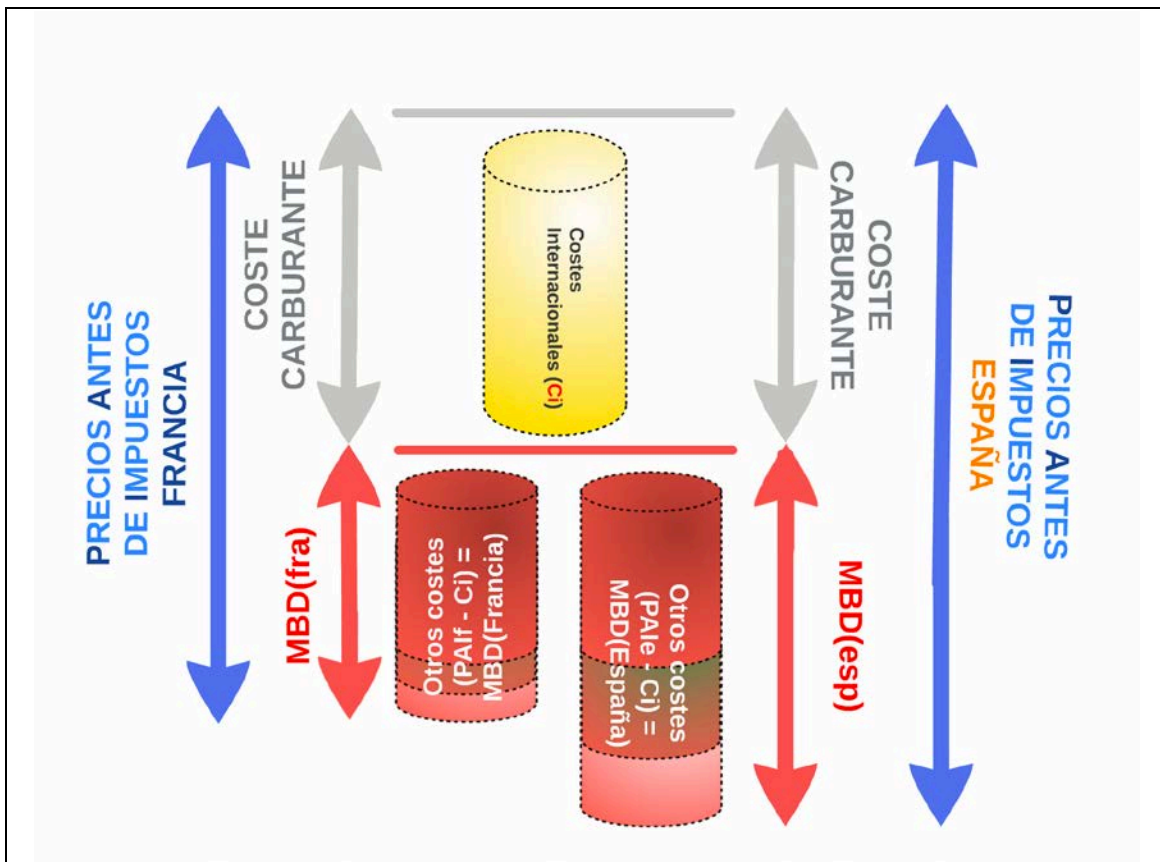 PRECIOS ANTES
DE IMPUESTOS
FRANCIA
COSTE
CARBURANTE
MBD(fra)
Costes
Internacionales (Ci)
Otros costes
(PAIf - Ci) =
MBD(Francia)
Otros costes
(PAIe - Ci) =
MBD(España)
COSTE
CARBURANTE
MBD(esp)
PRECIOS ANTES
DE IMPUESTOS
ESPAÑA